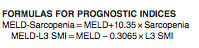 FORMULAS FOR PROGNOSTIC INDICES
MELD-Sarcopenia=MELD+10.35×Sarcopenia
MELD-L3 SMI=MELD−0.3065×L3 SMI